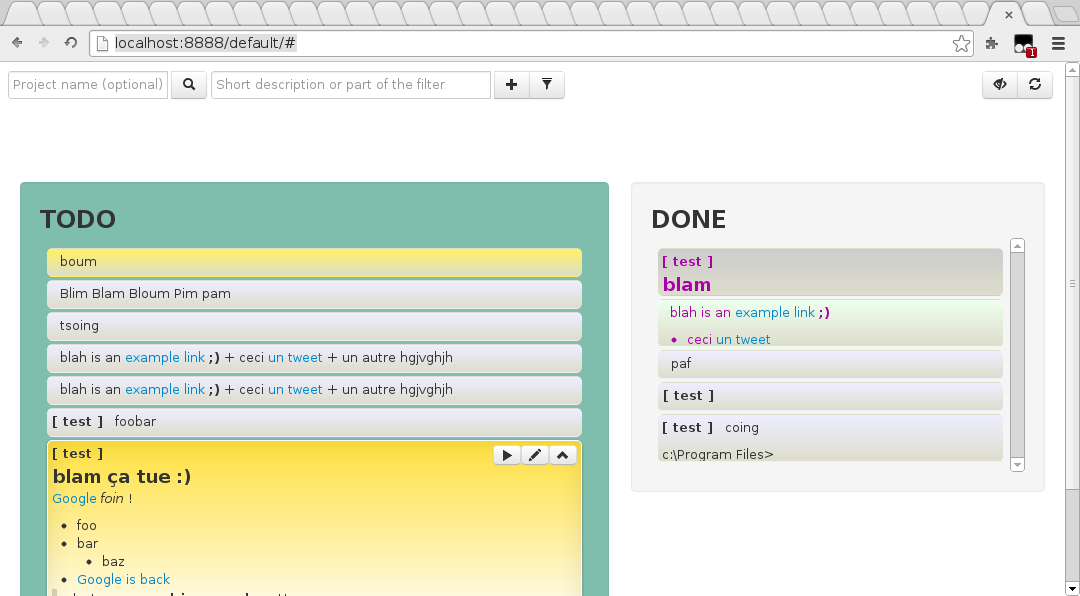 localhost:8888/default/#
1
Project name (optional)
Short description or part of the filter
TODO
boum
Blim Blam Bloum Pim pam
tsoing
blah is an example link ;) + ceci un tweet + un autre hgjvghjh
blah is an example link ;) + ceci un tweet + un autre hgjvghjh
[ test ] foobar
[ test ]
blam ça tue :)
Google foin !
• foo
• bar
• baz
• Google is back
DONE
[ test ]
blam
blah is an example link ;)
• ceci un tweet
paf
[ test ]
[ test ] coing
c:\Program Files>